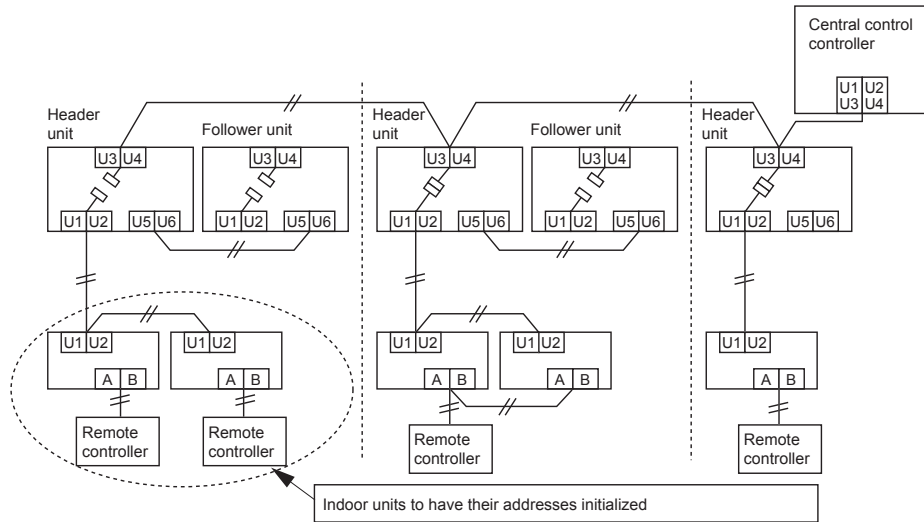 Central control
controller
U1 U2
U3 U4
Header
unit
Follower unit
Header
unit
Follower unit
Header
unit
U3 U4
U3 U4
U3 U4
U3 U4
U3 U4
U1 U2
U5 U6
U1 U2
U5 U6
U1 U2
U5 U6
U1 U2
U5 U6
U1 U2
U5 U6
U1 U2
U1 U2
U1 U2
U1 U2
U1 U2
A B
A B
A B
A B
A B
Remote
controller
Remote
controller
Remote
controller
Remote
controller
Indoor units to have their addresses initialized